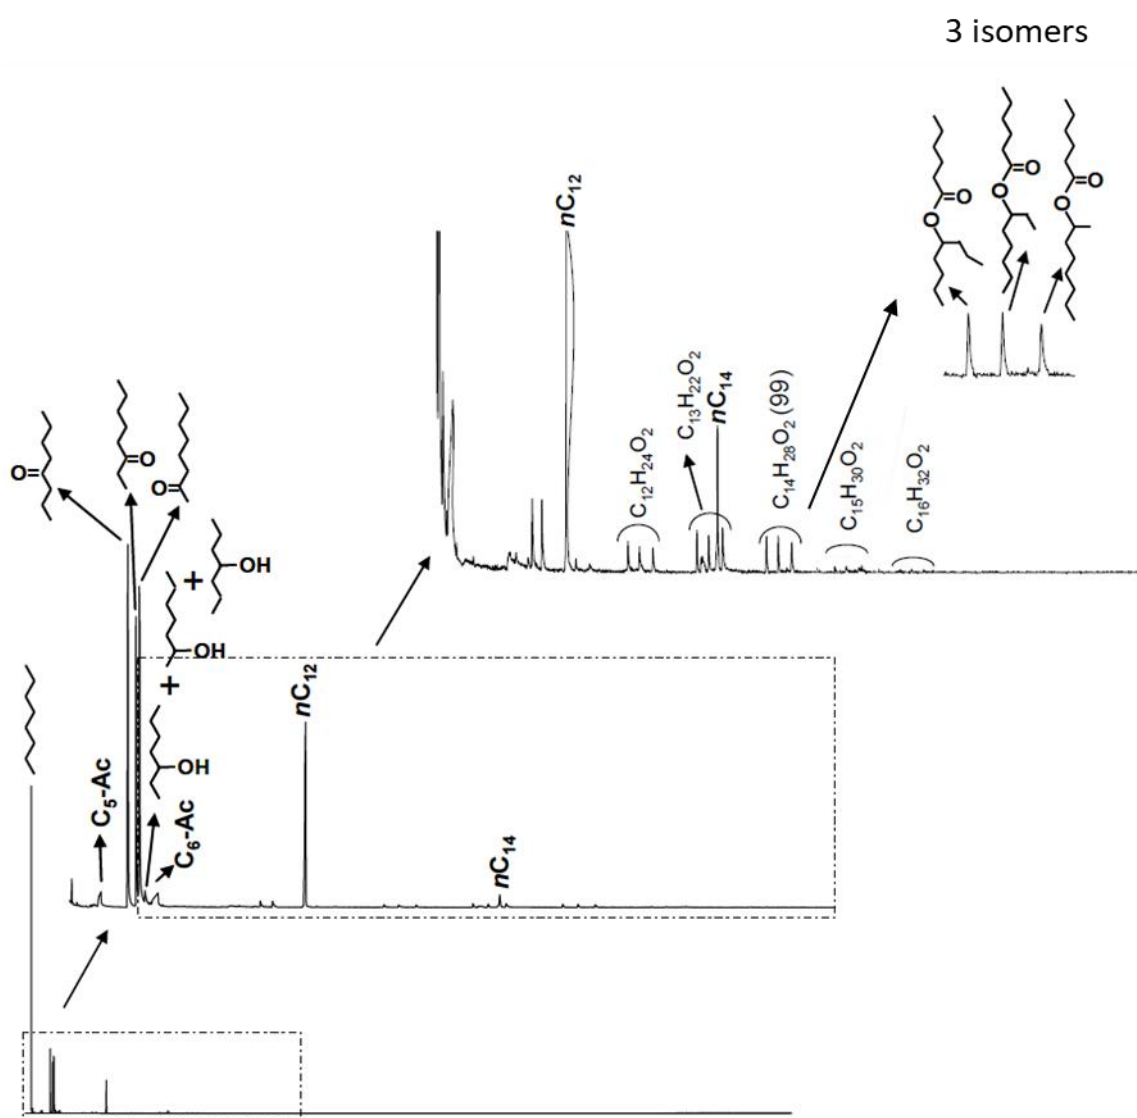 3 isomers
O
O
O
O
O
O
nC12
C12H24O2
C13H22O2
nC14
C14H28O2 (99)
C15H30O2
C16H32O2
O
O
O
OH
+
OH
+
OH
C5-Ac
C6-Ac
nC12
nC14